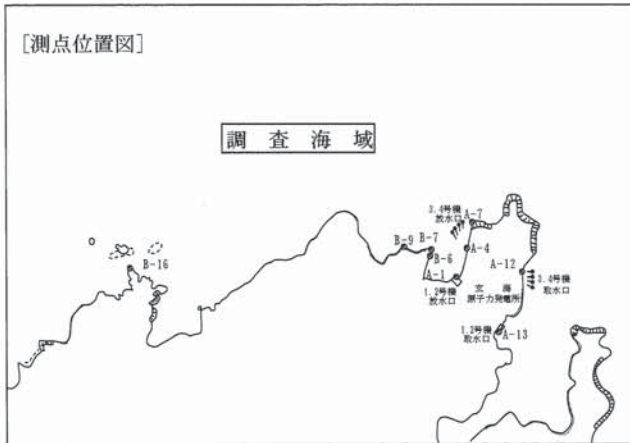 [測点位置図]
調査海域
3.4号機
放水口
A-7
B-9
B-7
B-6
A-4
B-16
A-1
A-12
1.2号機
放水口
玄海
原子力発電所
3.4号機
取水口
1.2号機
取水口
A-13